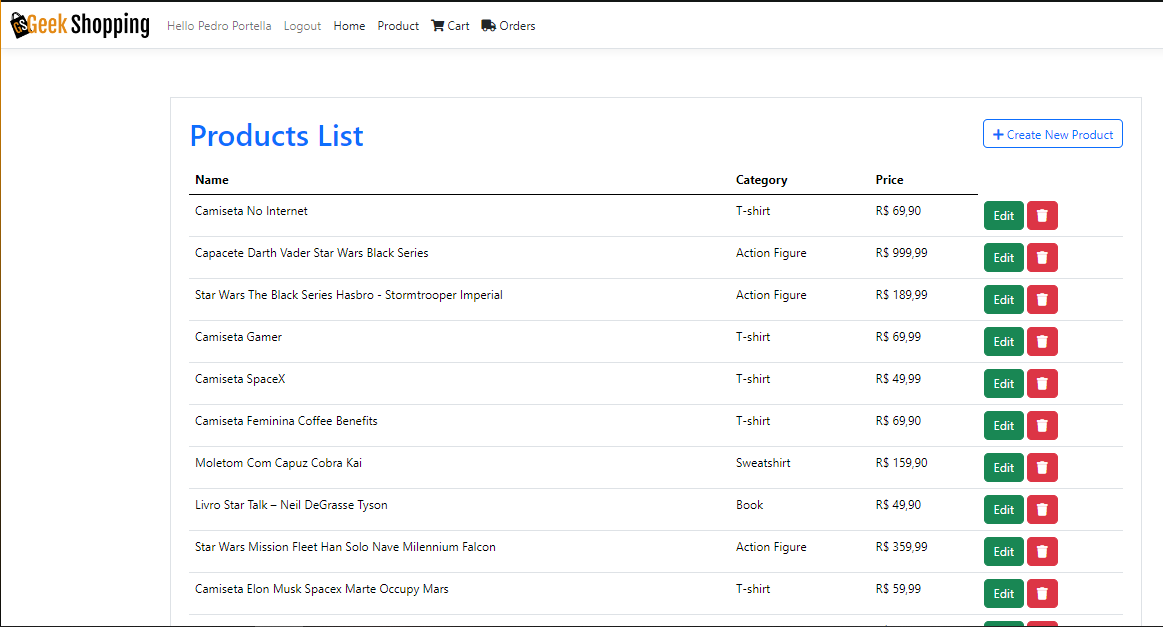 GS Geek Shopping Hello Pedro Portella Logout Home Product Cart Orders
Products List
+ Create New Product
Name Category Price
Camiseta No Internet T-shirt R$ 69,90 Edit
Capacete Darth Vader Star Wars Black Series Action Figure R$ 999,99 Edit
Star Wars The Black Series Hasbro - Stormtrooper Imperial Action Figure R$ 189,99 Edit
Camiseta Gamer T-shirt R$ 69,99 Edit
Camiseta SpaceX T-shirt R$ 49,99 Edit
Camiseta Feminina Coffee Benefits T-shirt R$ 69,90 Edit
Moletom Com Capuz Cobra Kai Sweatshirt R$ 159,90 Edit
Livro Star Talk – Neil DeGrasse Tyson Book R$ 49,90 Edit
Star Wars Mission Fleet Han Solo Nave Milennium Falcon Action Figure R$ 359,99 Edit
Camiseta Elon Musk Spacex Marte Occupy Mars T-shirt R$ 59,99 Edit